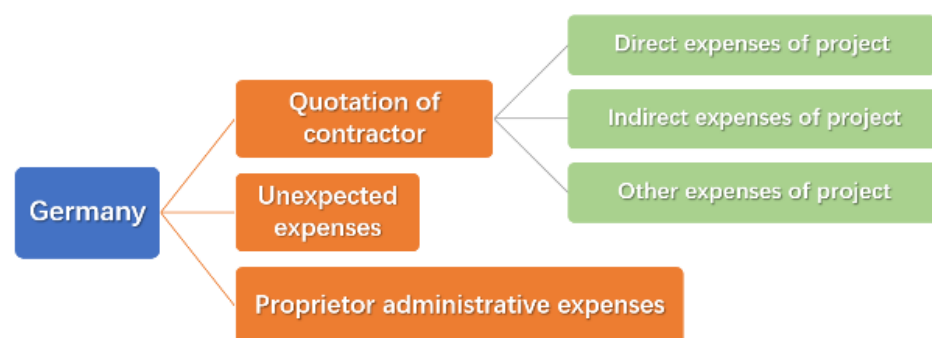 Germany
Quotation of
contractor
Unexpected
expenses
Proprietor administrative expenses
Direct expenses of project
Indirect expenses of project
Other expenses of project